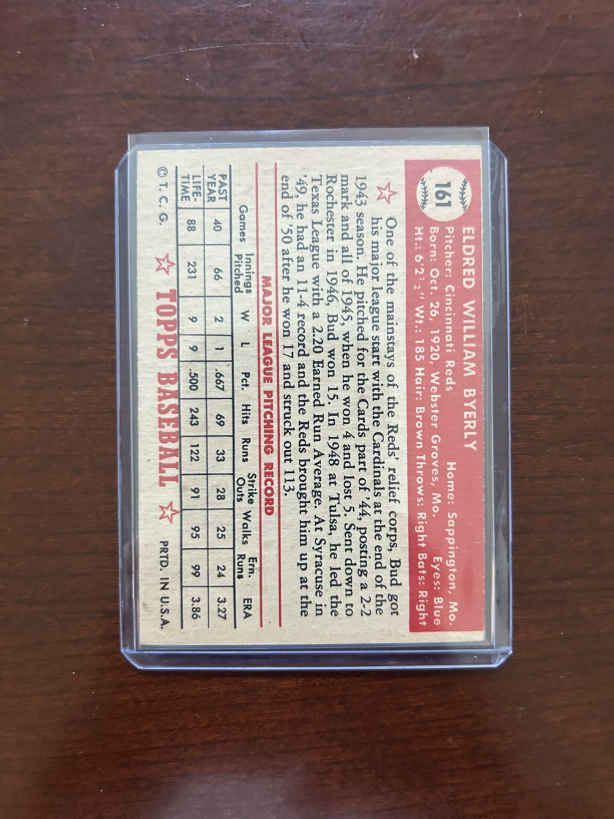 161
ELDRED WILLIAM BYERLY
Pitcher: Cincinnati Reds Home: Sappington, Mo.
Born: Oct. 26, 1920, Webster Groves, Mo. Eyes: Blue
Ht.: 6'2½" Wt.: 185 Hair: Brown Throws: Right Bats: Right
One of the mainstays of the Reds' relief corps, Bud got
his major league start with the Cardinals at the end of the
1943 season. He pitched for the Cards part of '44, posting a 2-2
mark and all of 1945, when he won 4 and lost 5. Sent down to
Rochester in 1946, Bud won 15. In 1948 at Tulsa, he led the
Texas League with a 2.20 Earned Run Average. At Syracuse in
'49, he had an 11-4 record and the Reds brought him up at the
end of '50 after he won 17 and struck out 113.
MAJOR LEAGUE PITCHING RECORD
Games Innings Pitched W L Pct. Hits Runs Strike Outs Walks Ern. Runs ERA
PAST YEAR 40 66 2 1 .667 69 33 28 25 24 3.27
LIFE-TIME 88 231 9 9 .500 243 122 91 95 99 3.86
© T. C. G. TOPPS BASEBALL PRTD. IN U.S.A.